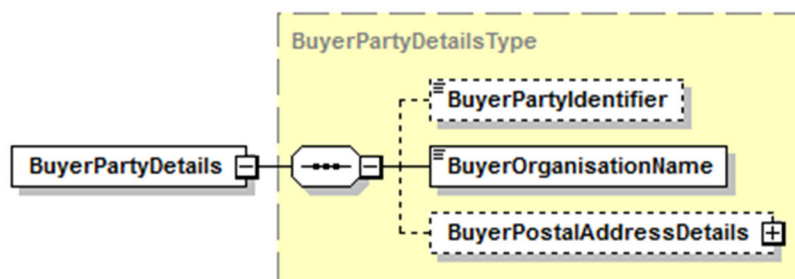 BuyerPartyDetailsType
BuyerPartyIdentifier
BuyerPartyDetails
BuyerOrganisationName
BuyerPostalAddressDetails